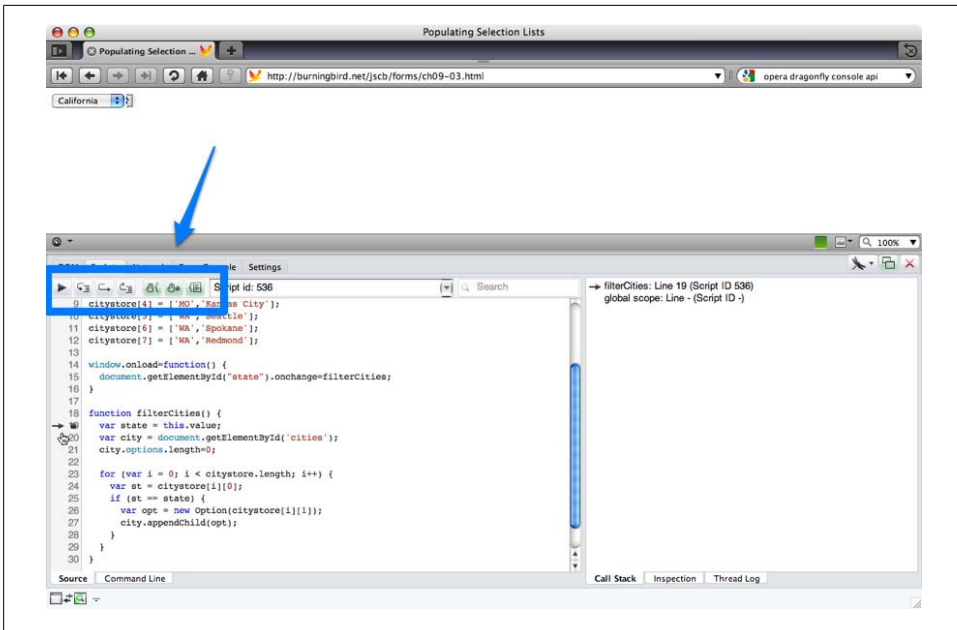 Populating Selection Lists
Populating Selection ...
http://burningbird.net/jscb/forms/ch09-03.html
opera dragonfly console api
California
100%
Settings
Script id: 536
Search
9 citystore[4] = ['MO','Kansas City'];
10 citystore[5] = ['WA','Seattle'];
11 citystore[6] = ['WA','Spokane'];
12 citystore[7] = ['WA','Redmond'];
13
14 window.onload=function() {
15 document.getElementById("state").onchange=filterCities;
16 }
17
18 function filterCities() {
var state = this.value;
20 var city = document.getElementById('cities');
21 city.options.length=0;
22
23 for (var i = 0; i < citystore.length; i++) {
24 var st = citystore[i][0];
25 if (st == state) {
26 var opt = new Option(citystore[i][1]);
27 city.appendChild(opt);
28 }
29 }
30 }
filterCities: Line 19 (Script ID 536)
global scope: Line - (Script ID -)
Source Command Line
Call Stack Inspection Thread Log